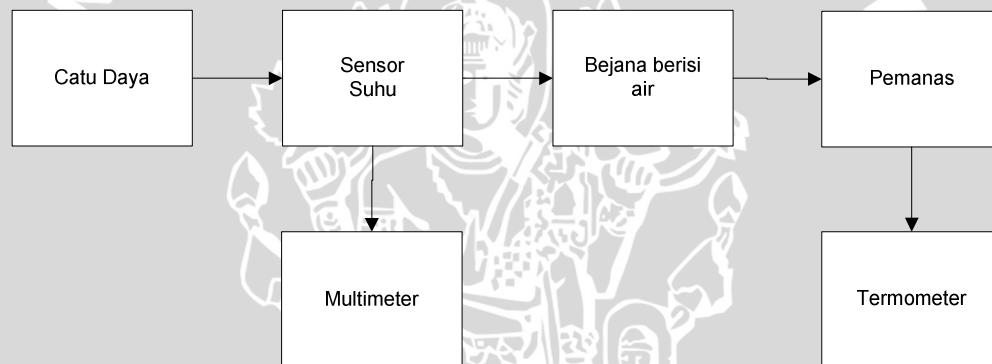 Catu Daya
Sensor
Suhu
Bejana berisi
air
Pemanas
Multimeter
Termometer